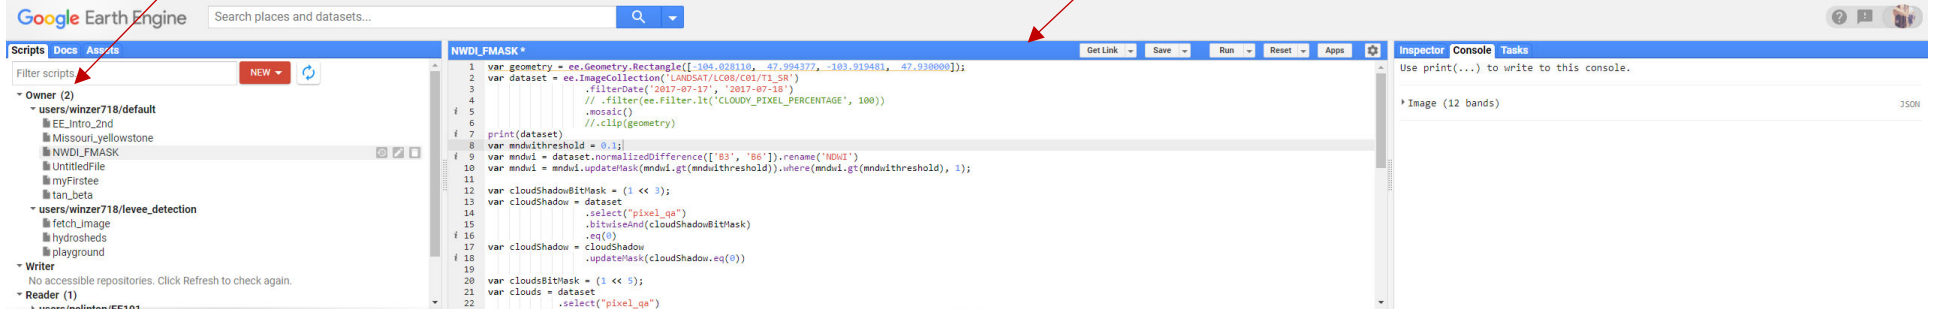 Google Earth Engine
Search places and datasets...
Scripts Docs Assets
Filter scripts...
NEW
Owner (2)
users/winzer718/default
EE_Intro_2nd
Missouri_yellowstone
NWDI_FMASK
UntitledFile
myFirstee
tan_beta
users/winzer718/levee_detection
fetch_image
hydrosheds
playground
Writer
No accessible repositories. Click Refresh to check again.
Reader (1)
NWDI_FMASK *
Get Link Save Run Reset Apps
1 var geometry = ee.Geometry.Rectangle([-104.028110, 47.994377, -103.919481, 47.930000]);
2 var dataset = ee.ImageCollection('LANDSAT/LC08/C01/T1_SR')
3 .filterDate('2017-07-17', '2017-07-18')
4 // .filter(ee.Filter.lt('CLOUDY_PIXEL_PERCENTAGE', 100))
i 5 .mosaic()
6 //.clip(geometry)
i 7 print(dataset)
8 var mndwithreshold = 0.1;
i 9 var mndwi = dataset.normalizedDifference(['B3', 'B6']).rename('NDWI')
10 var mndwi = mndwi.updateMask(mndwi.gt(mndwithreshold)).where(mndwi.gt(mndwithreshold), 1);
11
12 var cloudShadowBitMask = (1 << 3);
13 var cloudShadow = dataset
14 .select("pixel_qa")
15 .bitwiseAnd(cloudShadowBitMask)
i 16 .eq(0)
17 var cloudShadow = cloudShadow
i 18 .updateMask(cloudShadow.eq(0))
19
20 var cloudsBitMask = (1 << 5);
21 var clouds = dataset
22 .select("pixel_qa")
Inspector Console Tasks
Use print(...) to write to this console.
Image (12 bands)
JSON